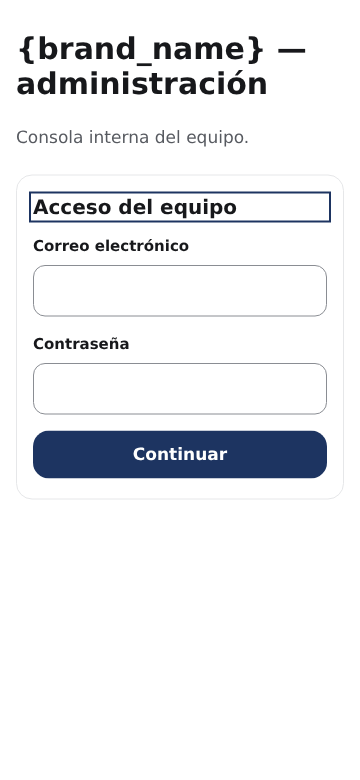 {brand_name} —
administración
Consola interna del equipo.
Acceso del equipo
Correo electrónico
Contraseña
Continuar